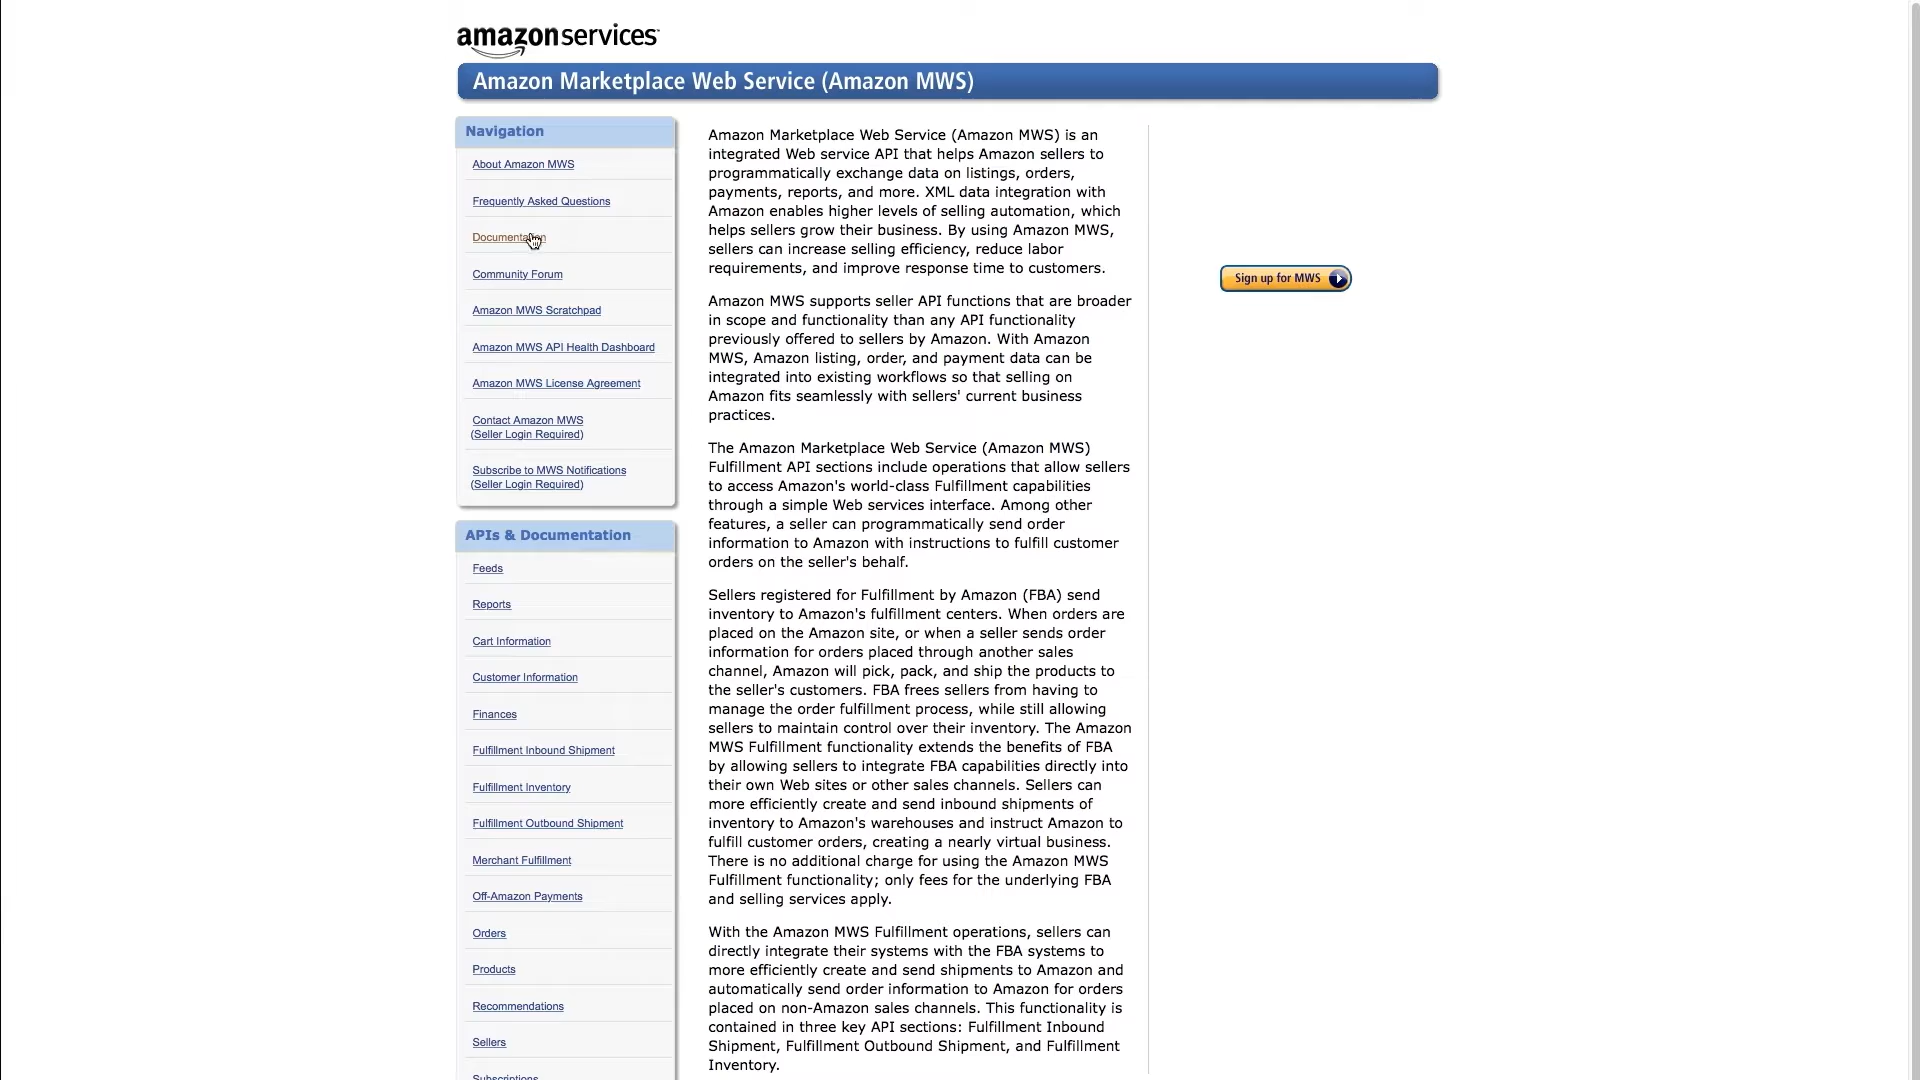 amazonservices
Amazon Marketplace Web Service (Amazon MWS)
Navigation
About Amazon MWS
Frequently Asked Questions
Documentation
Community Forum
Amazon MWS Scratchpad
Amazon MWS API Health Dashboard
Amazon MWS License Agreement
Contact Amazon MWS
(Seller Login Required)
Subscribe to MWS Notifications
(Seller Login Required)
APIs & Documentation
Feeds
Reports
Cart Information
Customer Information
Finances
Fulfillment Inbound Shipment
Fulfillment Inventory
Fulfillment Outbound Shipment
Merchant Fulfillment
Off-Amazon Payments
Orders
Products
Recommendations
Sellers
Subscriptions
Amazon Marketplace Web Service (Amazon MWS) is an
integrated Web service API that helps Amazon sellers to
programmatically exchange data on listings, orders,
payments, reports, and more. XML data integration with
Amazon enables higher levels of selling automation, which
helps sellers grow their business. By using Amazon MWS,
sellers can increase selling efficiency, reduce labor
requirements, and improve response time to customers.
Amazon MWS supports seller API functions that are broader
in scope and functionality than any API functionality
previously offered to sellers by Amazon. With Amazon
MWS, Amazon listing, order, and payment data can be
integrated into existing workflows so that selling on
Amazon fits seamlessly with sellers' current business
practices.
The Amazon Marketplace Web Service (Amazon MWS)
Fulfillment API sections include operations that allow sellers
to access Amazon's world-class Fulfillment capabilities
through a simple Web services interface. Among other
features, a seller can programmatically send order
information to Amazon with instructions to fulfill customer
orders on the seller's behalf.
Sellers registered for Fulfillment by Amazon (FBA) send
inventory to Amazon's fulfillment centers. When orders are
placed on the Amazon site, or when a seller sends order
information for orders placed through another sales
channel, Amazon will pick, pack, and ship the products to
the seller's customers. FBA frees sellers from having to
manage the order fulfillment process, while still allowing
sellers to maintain control over their inventory. The Amazon
MWS Fulfillment functionality extends the benefits of FBA
by allowing sellers to integrate FBA capabilities directly into
their own Web sites or other sales channels. Sellers can
more efficiently create and send inbound shipments of
inventory to Amazon's warehouses and instruct Amazon to
fulfill customer orders, creating a nearly virtual business.
There is no additional charge for using the Amazon MWS
Fulfillment functionality; only fees for the underlying FBA
and selling services apply.
With the Amazon MWS Fulfillment operations, sellers can
directly integrate their systems with the FBA systems to
more efficiently create and send shipments to Amazon and
automatically send order information to Amazon for orders
placed on non-Amazon sales channels. This functionality is
contained in three key API sections: Fulfillment Inbound
Shipment, Fulfillment Outbound Shipment, and Fulfillment
Inventory.
Sign up for MWS